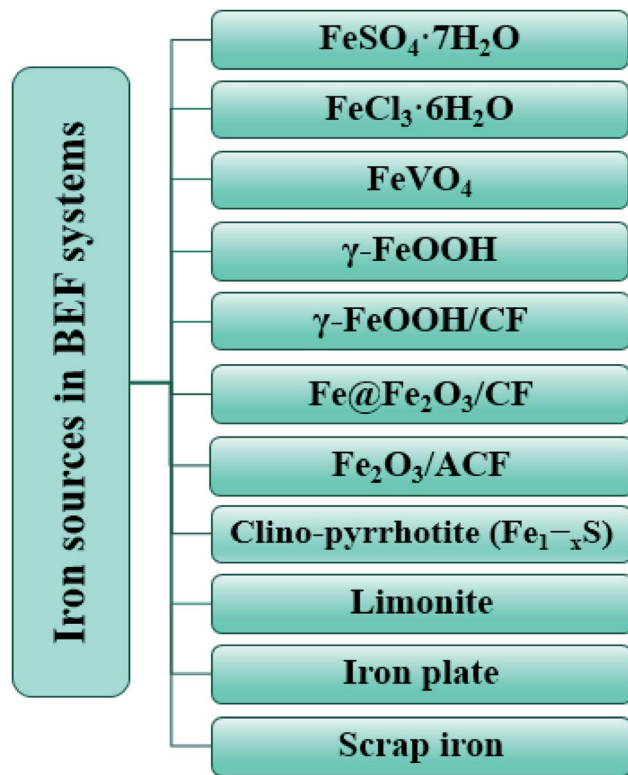 Iron sources in BEF systems
FeSO₄·7H₂O
FeCl₃·6H₂O
FeVO₄
γ-FeOOH
γ-FeOOH/CF
Fe@Fe₂O₃/CF
Fe₂O₃/ACF
Clino-pyrrhotite (Fe₁₋ₓS)
Limonite
Iron plate
Scrap iron